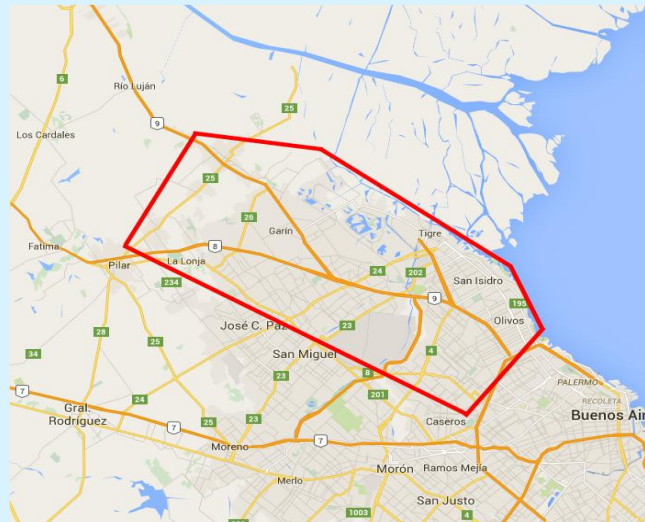 6
Río Luján
9
25
Los Cardales
25
26
Garín
Tigre
Fatima
8
Pilar
La Lonja
234
24
202
San Isidro
9
195
Olivos
28
25
José C. Paz
23
San Miguel
4
34
23
8
PALERMO
201
RECOLETA
7
Gral.
Rodríguez
24
7
25
23
Caseros
Buenos Air
Moreno
7
Merlo
Morón
Ramos Mejía
San Justo
1003
4